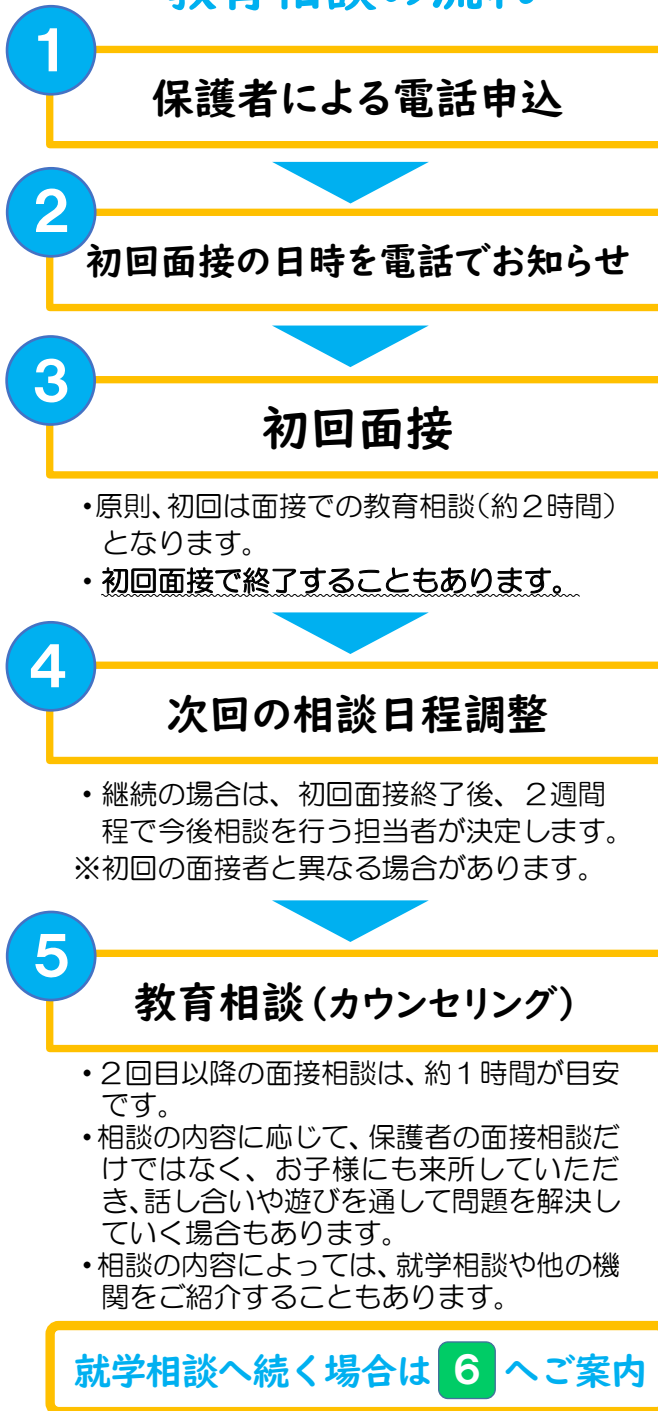 教育相談の流れ
1
保護者による電話申込
2
初回面接の日時を電話でお知らせ
3
初回面接
・原則、初回は面接での教育相談（約２時間）
となります。
・初回面接で終了することもあります。
4
次回の相談日程調整
・継続の場合は、初回面接終了後、２週間
程で今後相談を行う担当者が決定します。
※初回の面接者と異なる場合があります。
5
教育相談（カウンセリング）
・２回目以降の面接相談は、約１時間が目安
です。
・相談の内容に応じて、保護者の面接相談だ
けではなく、お子様にも来所していただ
き、話し合いや遊びを通して問題を解決し
ていく場合もあります。
・相談の内容によっては、就学相談や他の機
関をご紹介することもあります。
就学相談へ続く場合は 6 へご案内